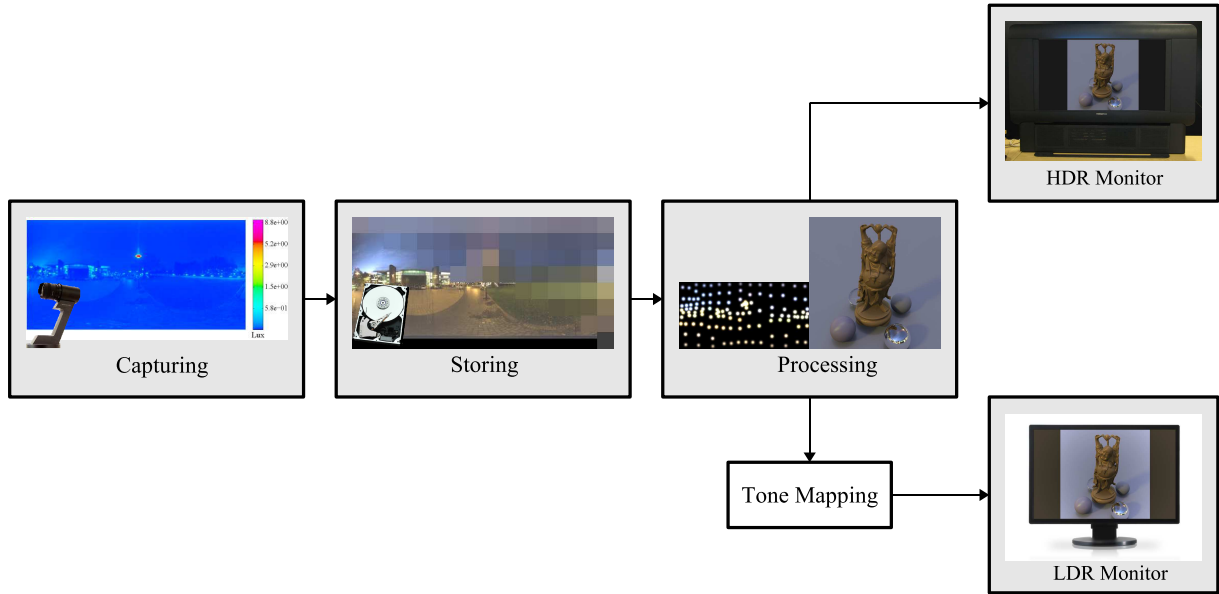 HDR Monitor
8.8e+00
5.2e+00
2.9e+00
1.5e+00
5.8e-01
Lux
Capturing
Storing
Processing
Tone Mapping
LDR Monitor